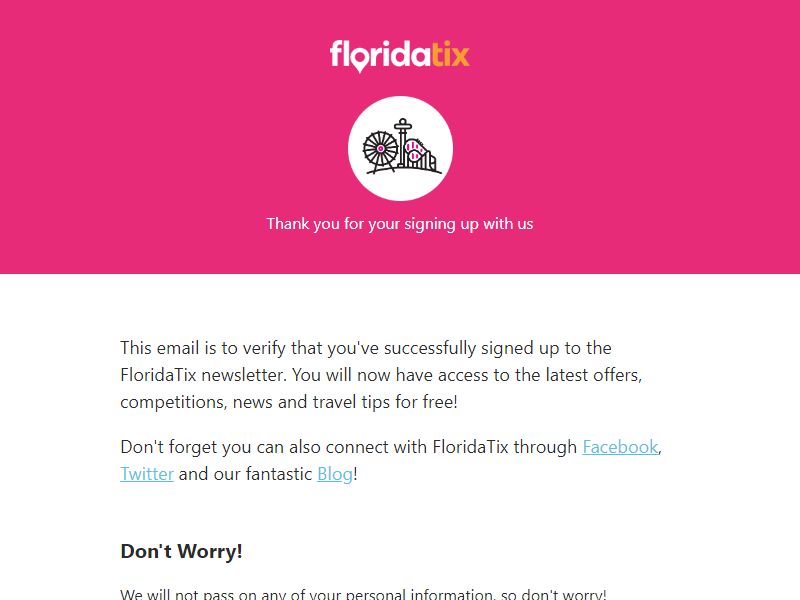 floridatix
Thank you for your signing up with us
This email is to verify that you've successfully signed up to the
FloridaTix newsletter. You will now have access to the latest offers,
competitions, news and travel tips for free!
Don't forget you can also connect with FloridaTix through Facebook,
Twitter and our fantastic Blog!
Don't Worry!
We will not pass on any of your personal information, so don't worry!